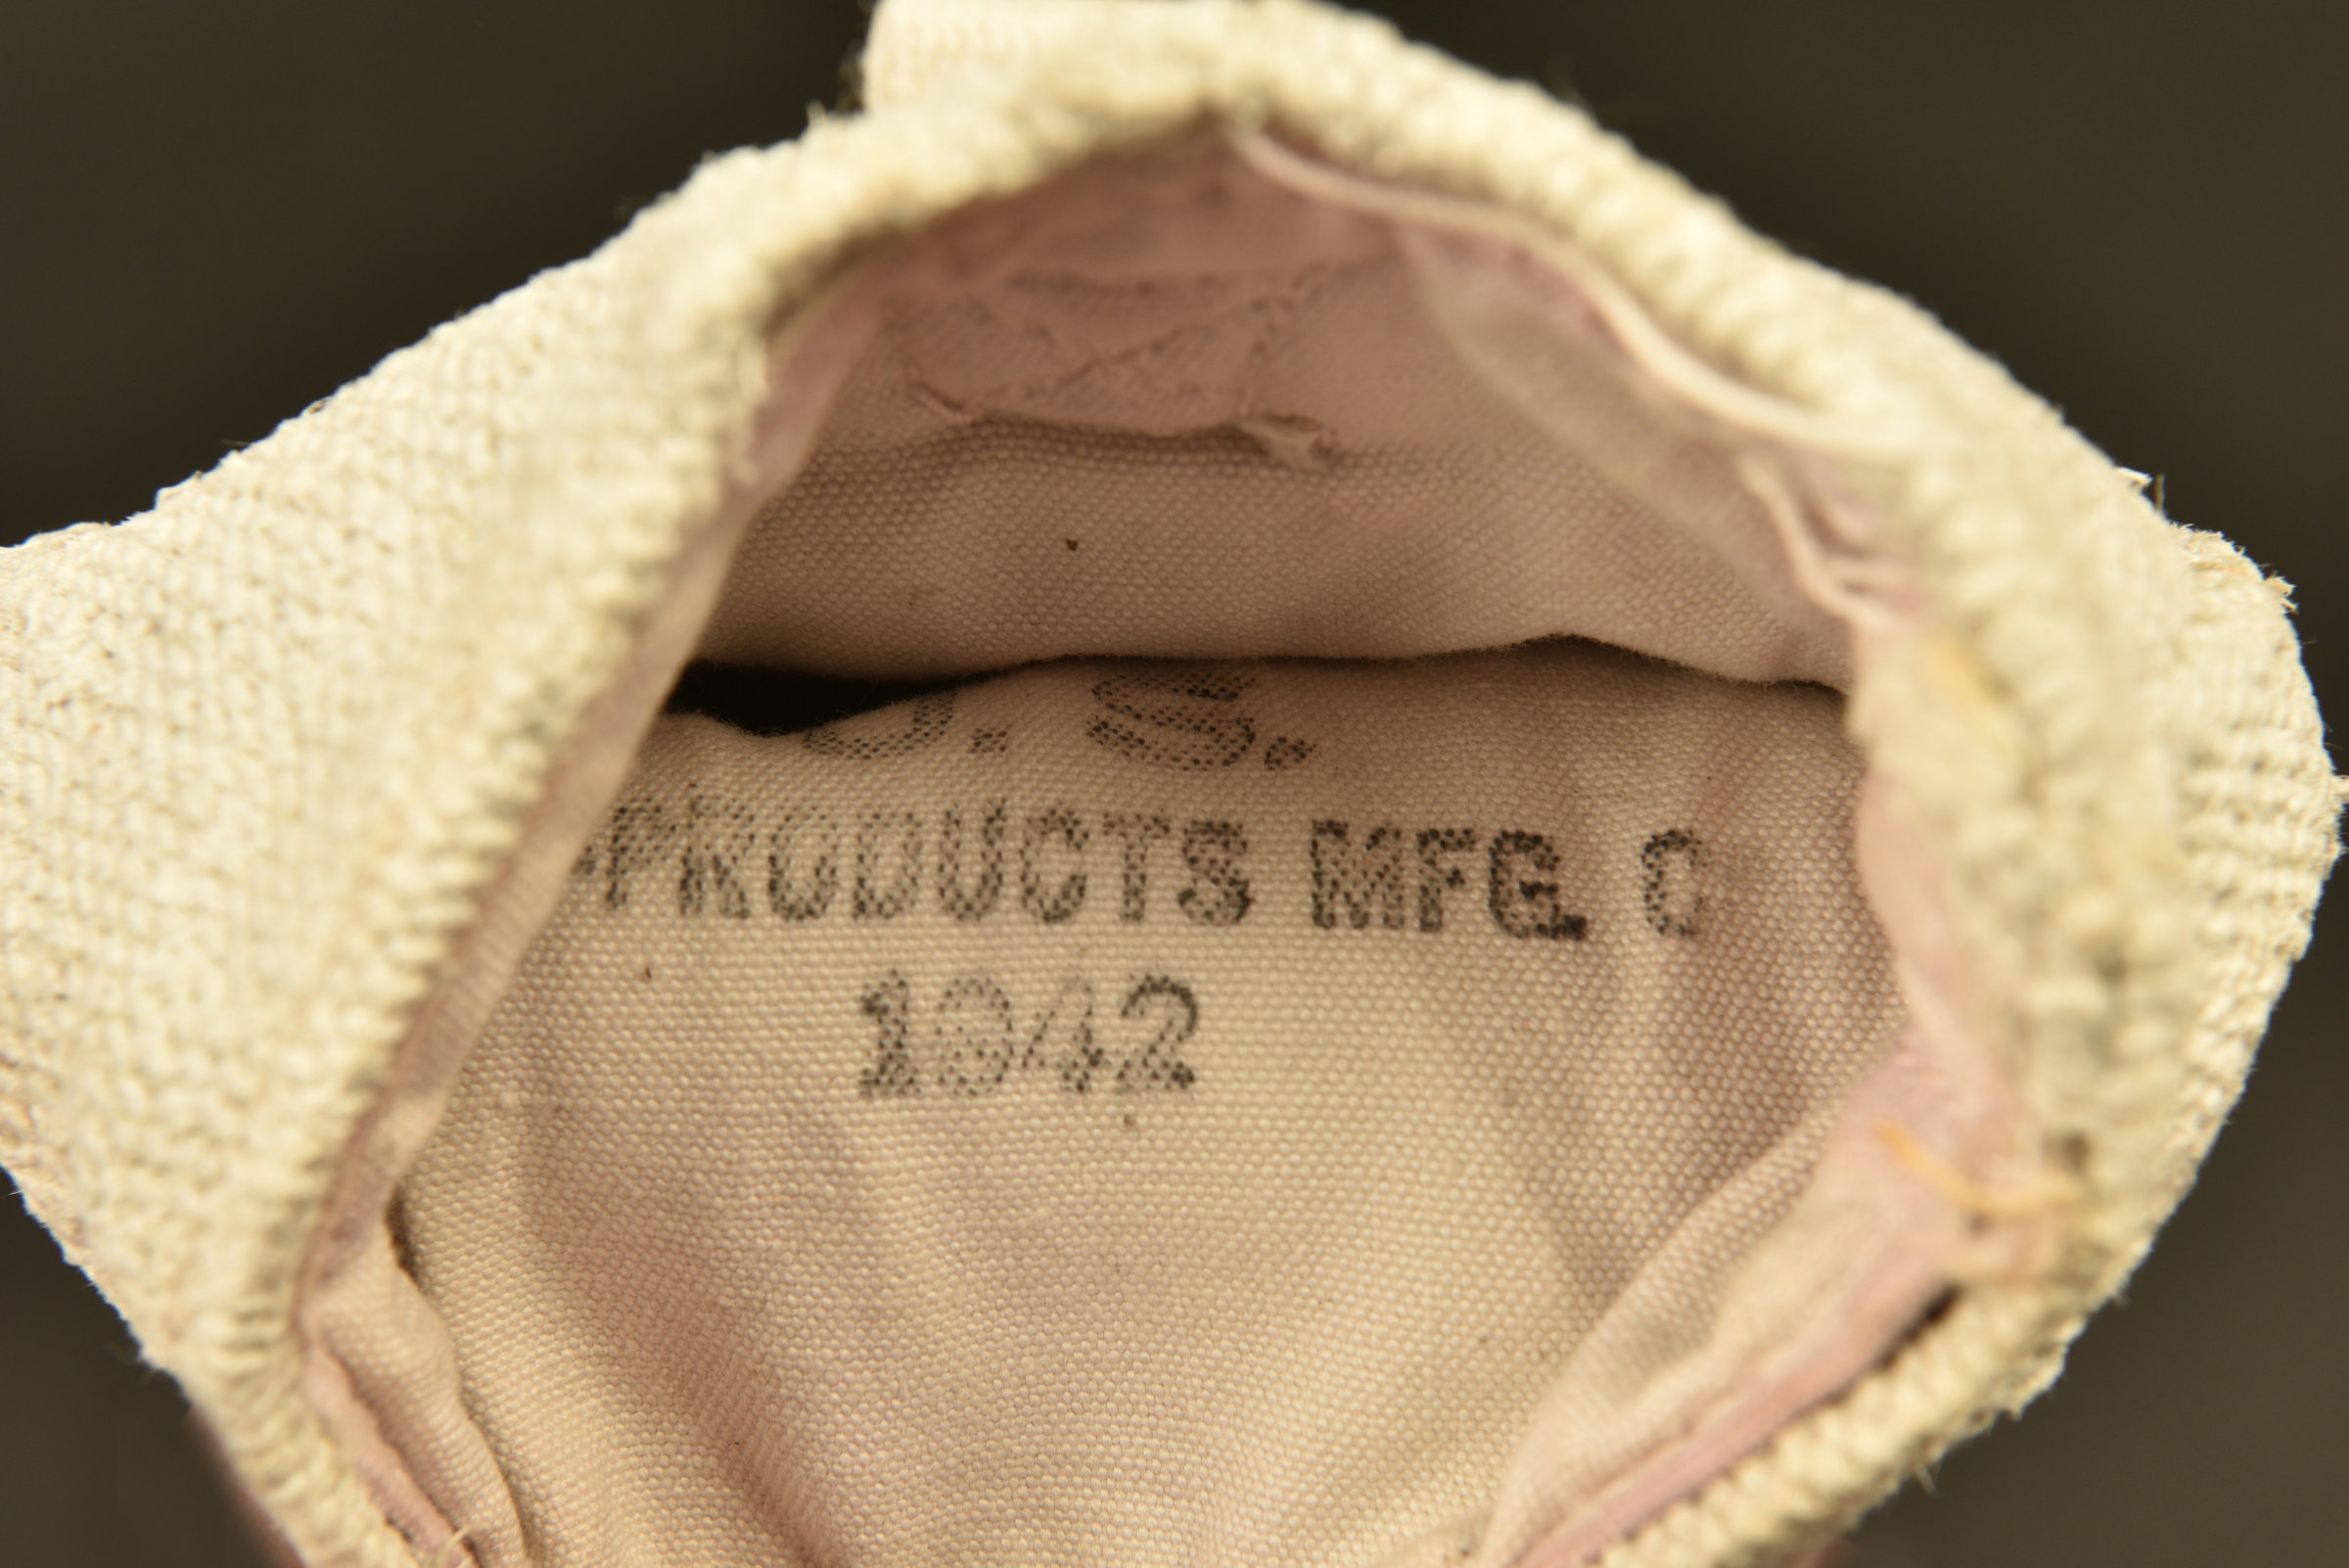 U. S.
-PRODUCTS MFG. C
1942